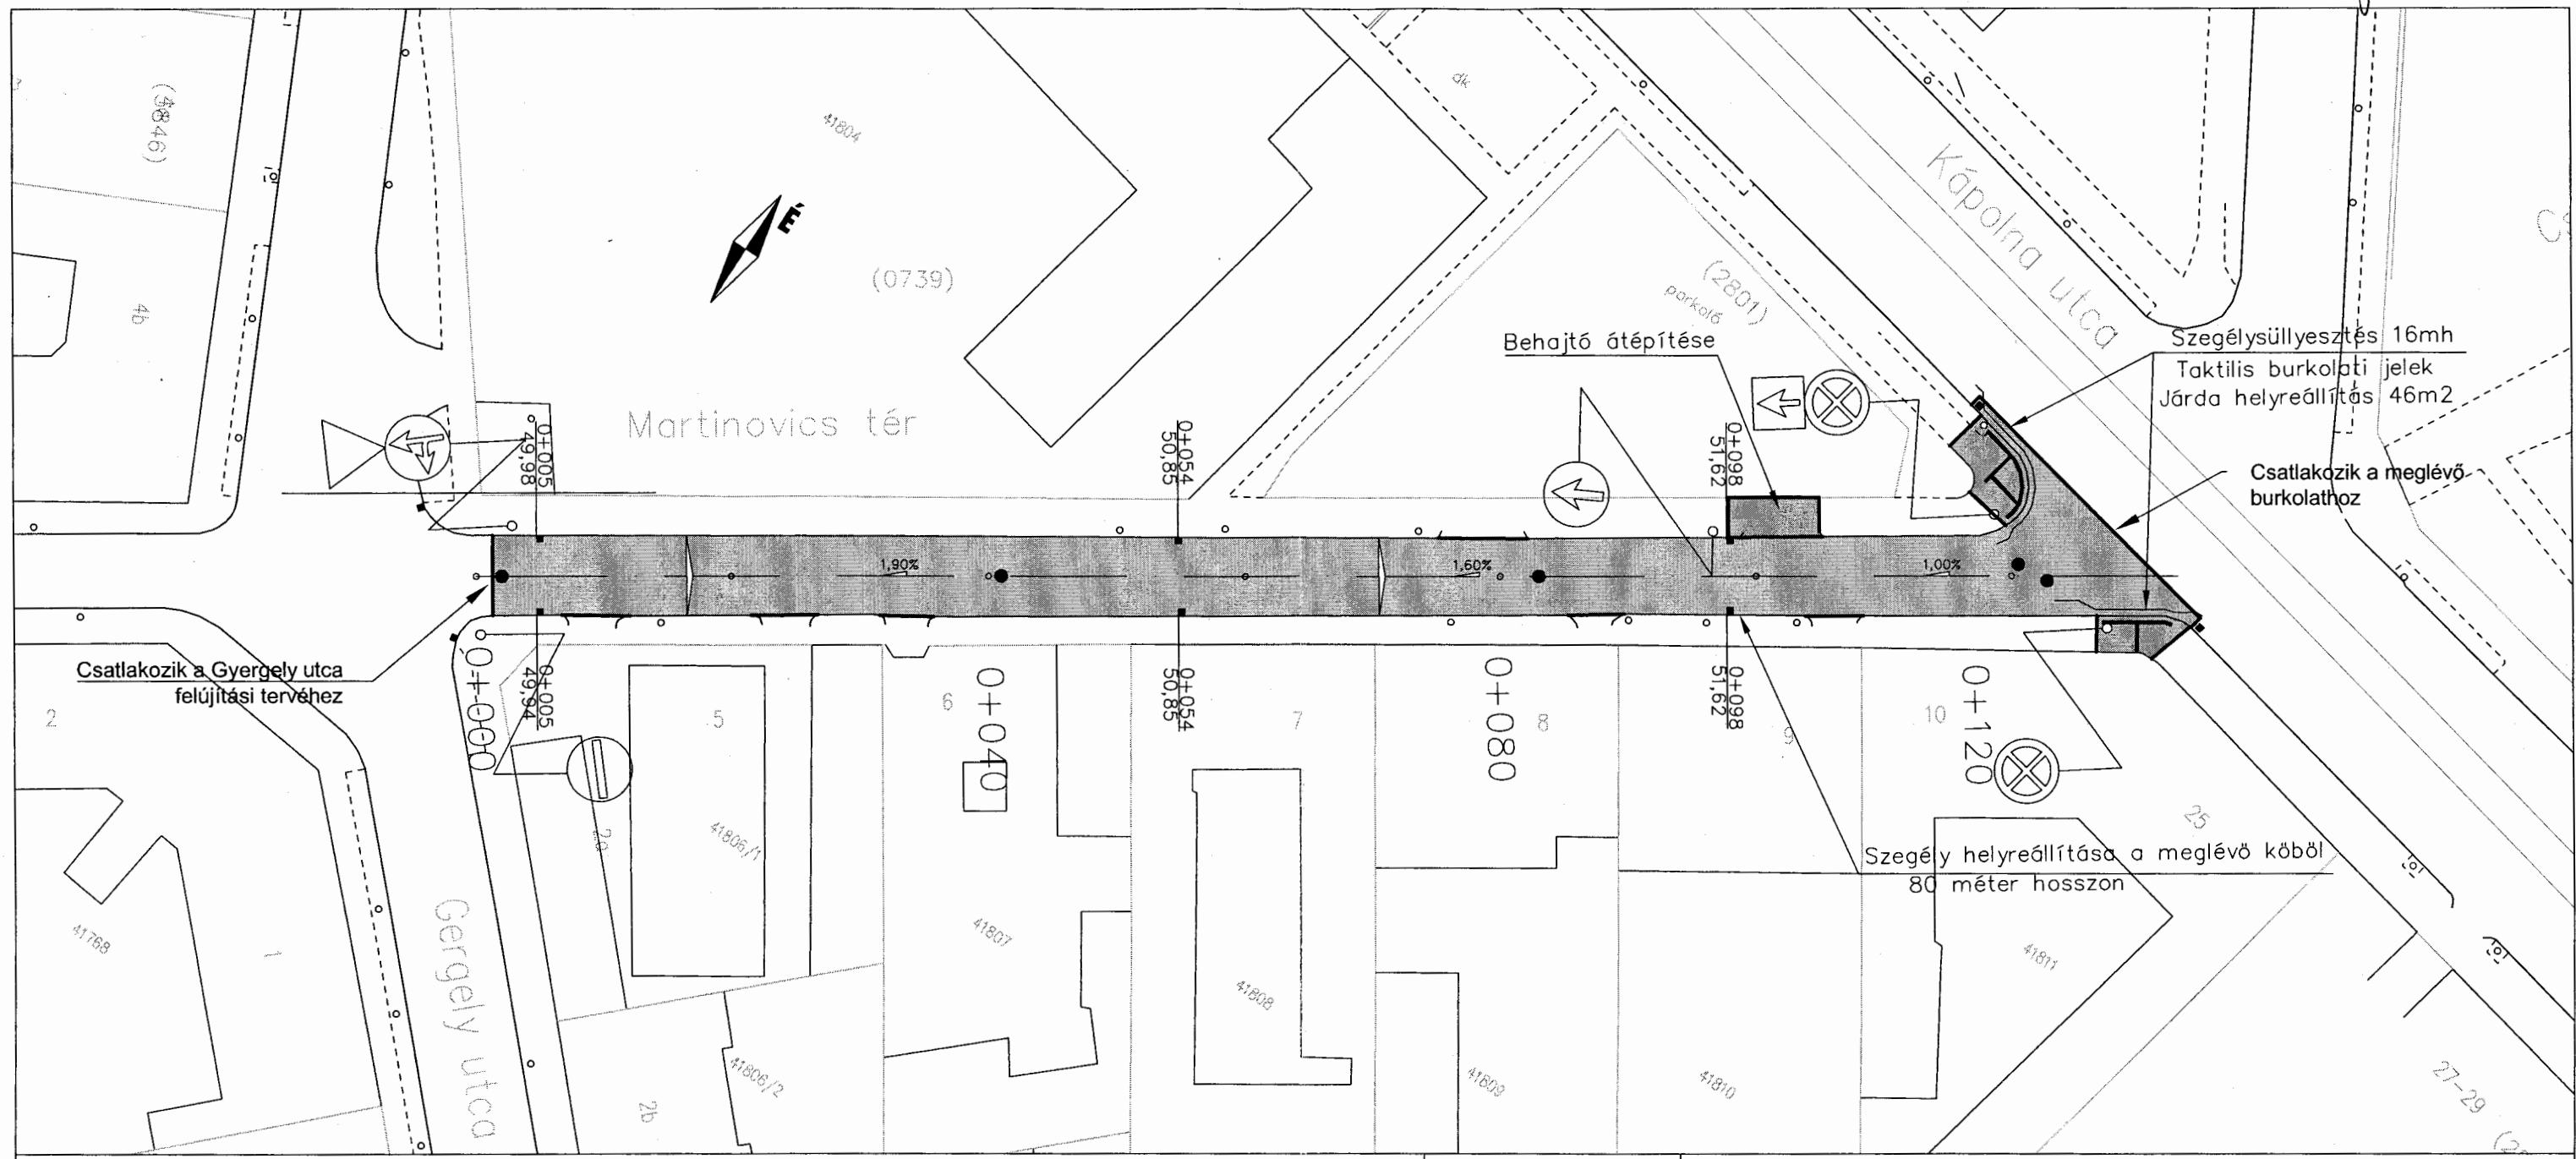 41804
dk
Kápolna utca
É
(0739)
(2801)
parkoló
4b
Behajtó átépítése
Szegélysüllyesztés 16mh
Taktilis burkolati jelek
Járda helyreállítás 46m2
Martinovics tér
0+005
49,98
0+054
50,85
0+098
51,62
Csatlakozik a meglévő
burkolathoz
1,90%
1,60%
1,00%
Csatlakozik a Gyergely utca
felújítási tervéhez
0+000
0+005
49,94
0+040
0+054
50,85
0+080
0+098
51,62
0+120
2
5
6
7
8
9
10
2a
41806/1
25
Szegély helyreállítása a meglévő kőből
80 méter hosszon
41768
1
Gergely utca
41807
41808
41811
41806/2
2b
41809
41810
27-29